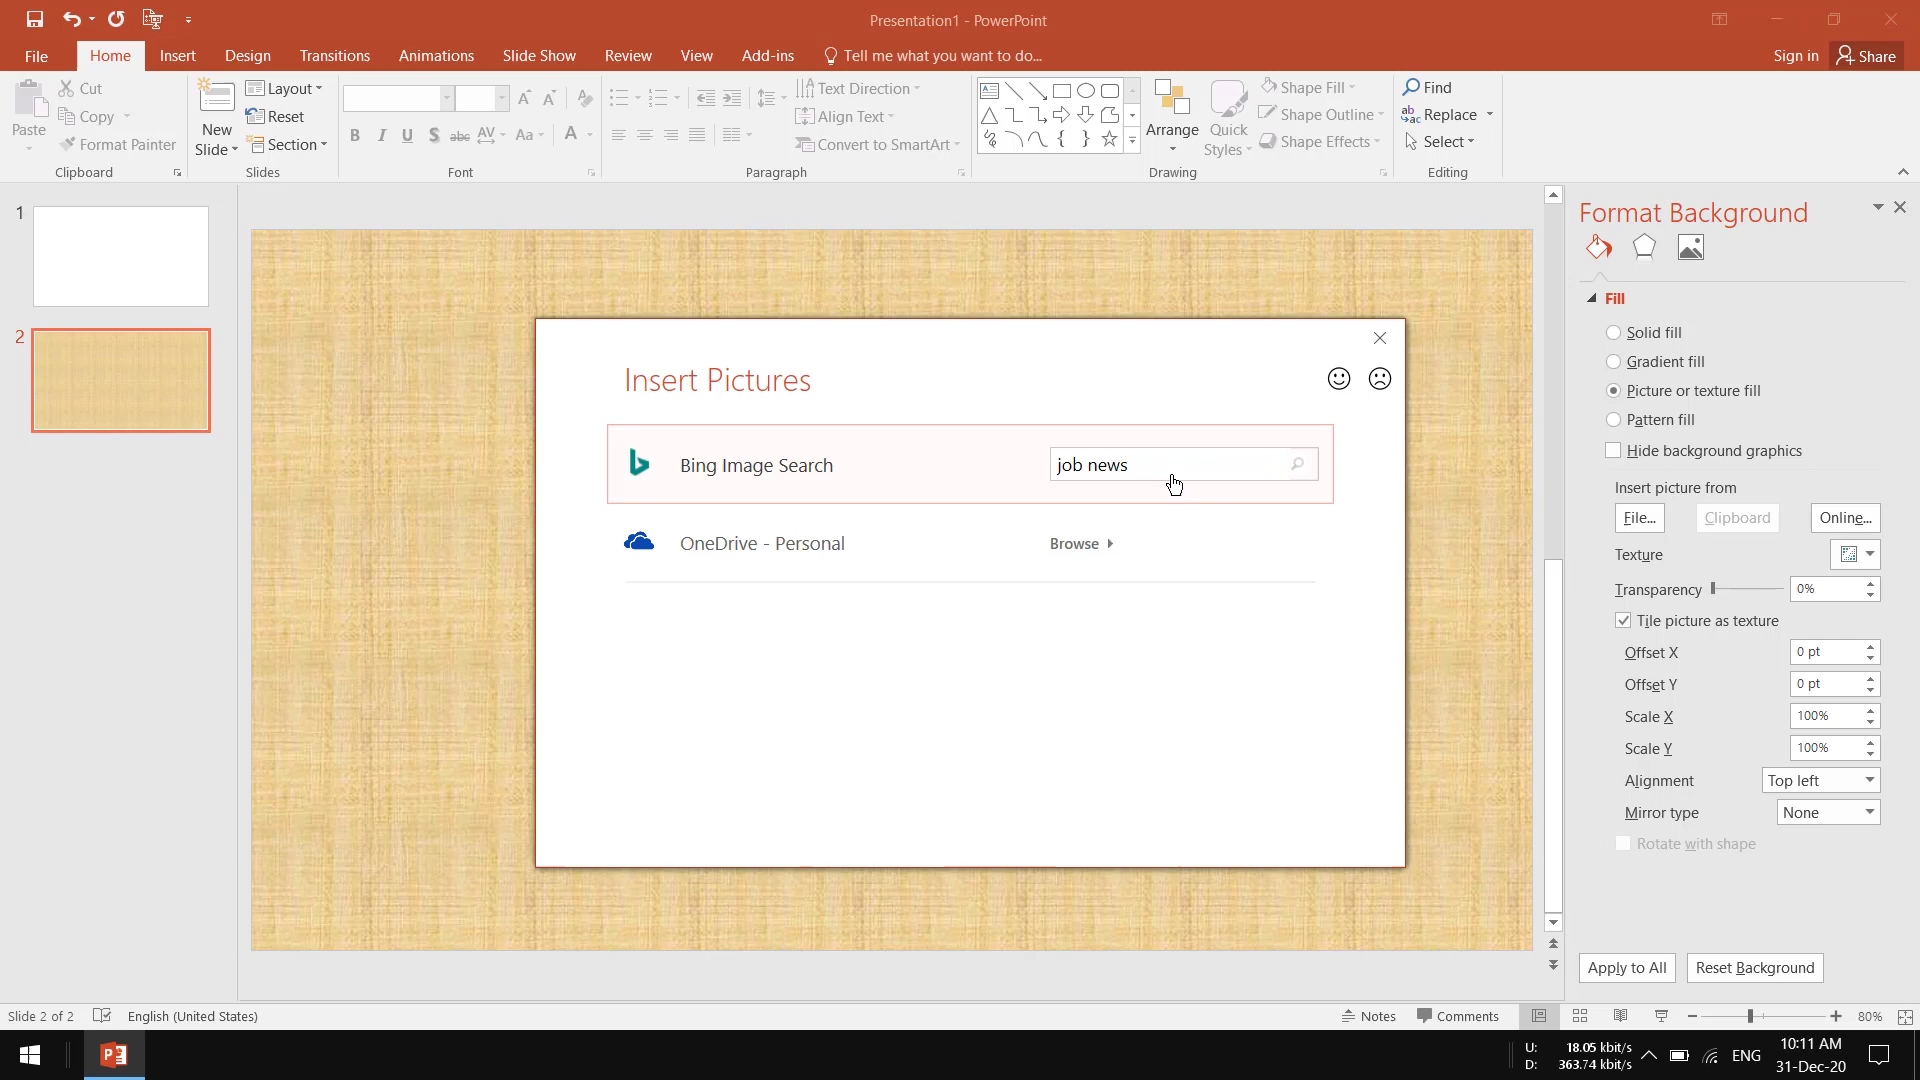 Presentation1 - PowerPoint
File Home Insert Design Transitions Animations Slide Show Review View Add-ins Tell me what you want to do... Sign in Share
Paste
Cut
Copy
Format Painter
Clipboard
New
Slide
Layout
Reset
Section
Slides
B I U S abc AV Aa A
Font
Text Direction
Align Text
Convert to SmartArt
Paragraph
Arrange
Quick
Styles
Shape Fill
Shape Outline
Shape Effects
Drawing
Find
Replace
Select
Editing
1
2
Insert Pictures
Bing Image Search
job news
OneDrive - Personal
Browse
Format Background
Fill
Solid fill
Gradient fill
Picture or texture fill
Pattern fill
Hide background graphics
Insert picture from
File... Clipboard Online...
Texture
Transparency 0%
Tile picture as texture
Offset X 0 pt
Offset Y 0 pt
Scale X 100%
Scale Y 100%
Alignment Top left
Mirror type None
Rotate with shape
Apply to All Reset Background
Slide 2 of 2 English (United States) Notes Comments 80%
U: 18.05 kbit/s
D: 363.74 kbit/s
ENG
10:11 AM
31-Dec-20